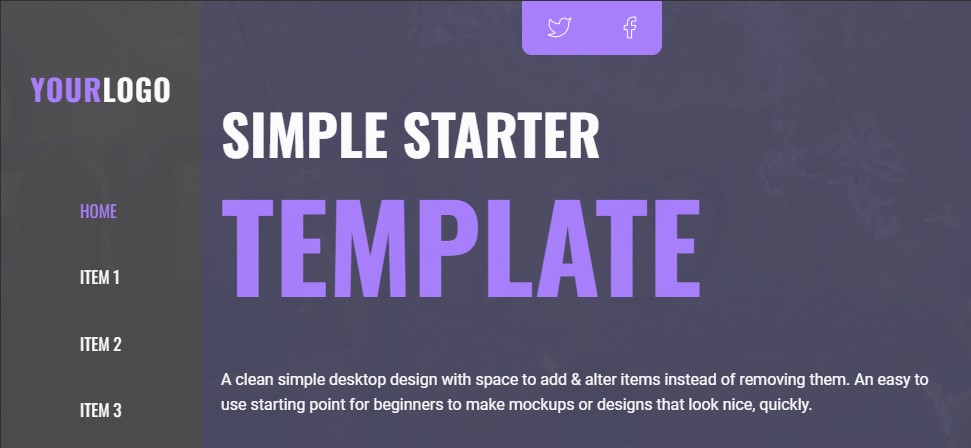 YOURLOGO
HOME
ITEM 1
ITEM 2
ITEM 3
SIMPLE STARTER
TEMPLATE
A clean simple desktop design with space to add & alter items instead of removing them. An easy to
use starting point for beginners to make mockups or designs that look nice, quickly.